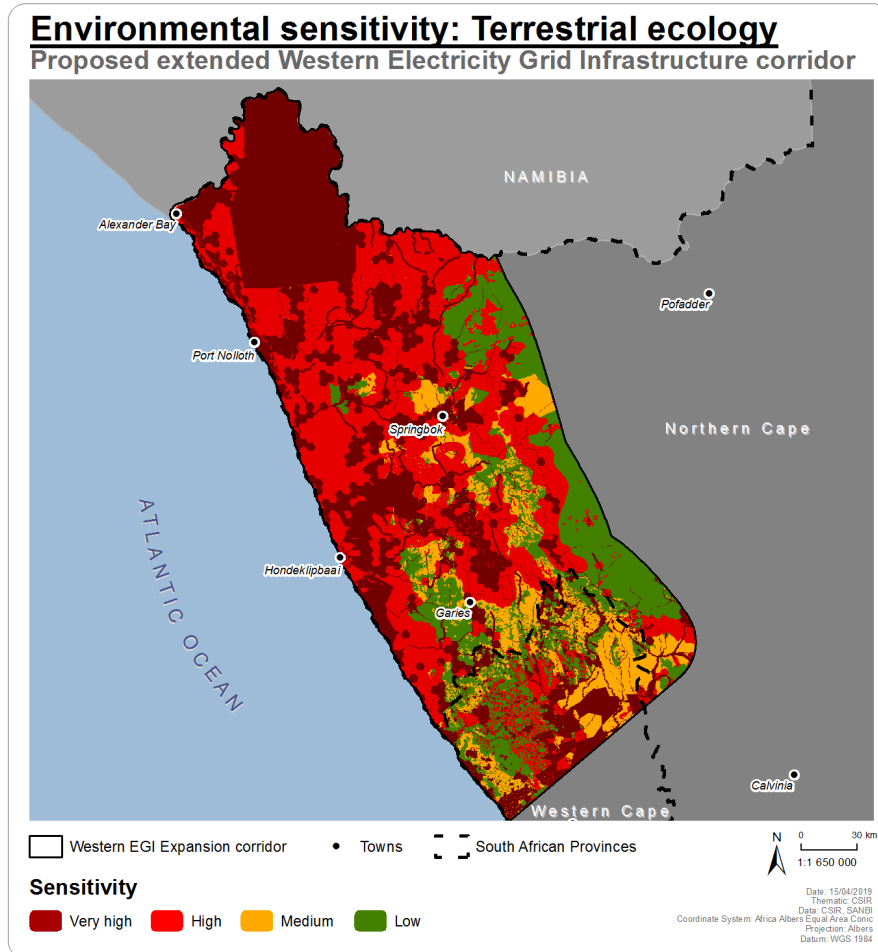 Environmental sensitivity: Terrestrial ecology
Proposed extended Western Electricity Grid Infrastructure corridor
NAMIBIA
Alexander Bay
Pofadder
Port Nolloth
Springbok
Northern Cape
ATLANTIC OCEAN
Hondeklipbaai
Garies
Calvinia
Western Cape
Western EGI Expansion corridor
Towns
South African Provinces
N
0 30 km
1:1 650 000
Sensitivity
Very high
High
Medium
Low
Date: 15/04/2019
Thematic: CSIR
Data: CSIR, SANBI
Coordinate System: Africa Albers Equal Area Conic
Projection: Albers
Datum: WGS 1984